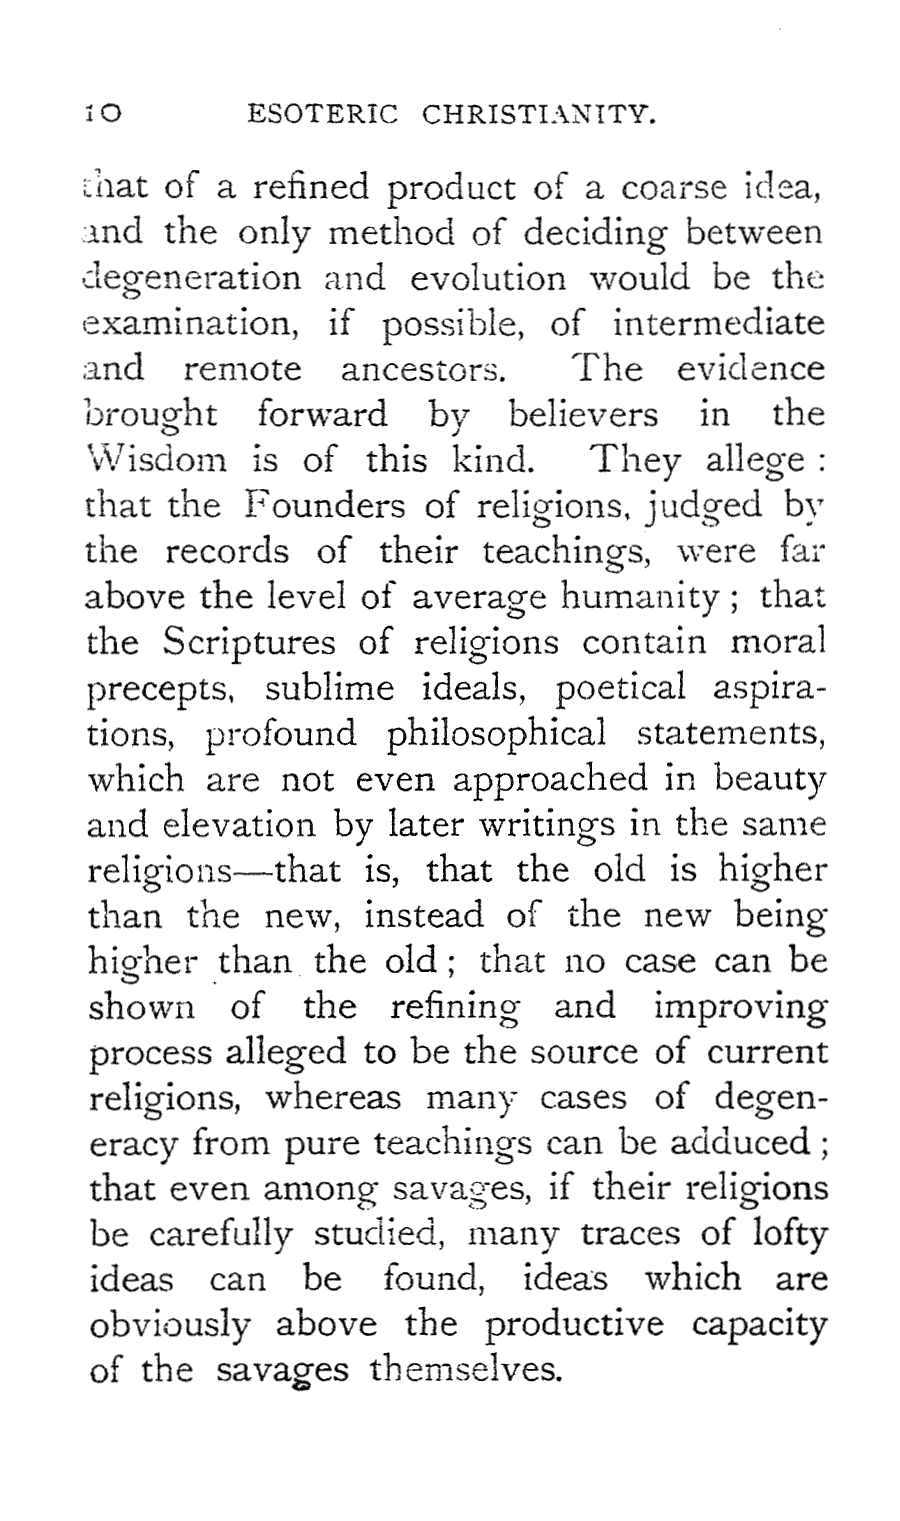 10 ESOTERIC CHRISTIANITY.
that of a refined product of a coarse idea,
and the only method of deciding between
degeneration and evolution would be the
examination, if possible, of intermediate
and remote ancestors. The evidence
brought forward by believers in the
Wisdom is of this kind. They allege :
that the Founders of religions, judged by
the records of their teachings, were far
above the level of average humanity ; that
the Scriptures of religions contain moral
precepts, sublime ideals, poetical aspira-
tions, profound philosophical statements,
which are not even approached in beauty
and elevation by later writings in the same
religions—that is, that the old is higher
than the new, instead of the new being
higher than the old ; that no case can be
shown of the refining and improving
process alleged to be the source of current
religions, whereas many cases of degen-
eracy from pure teachings can be adduced ;
that even among savages, if their religions
be carefully studied, many traces of lofty
ideas can be found, ideas which are
obviously above the productive capacity
of the savages themselves.